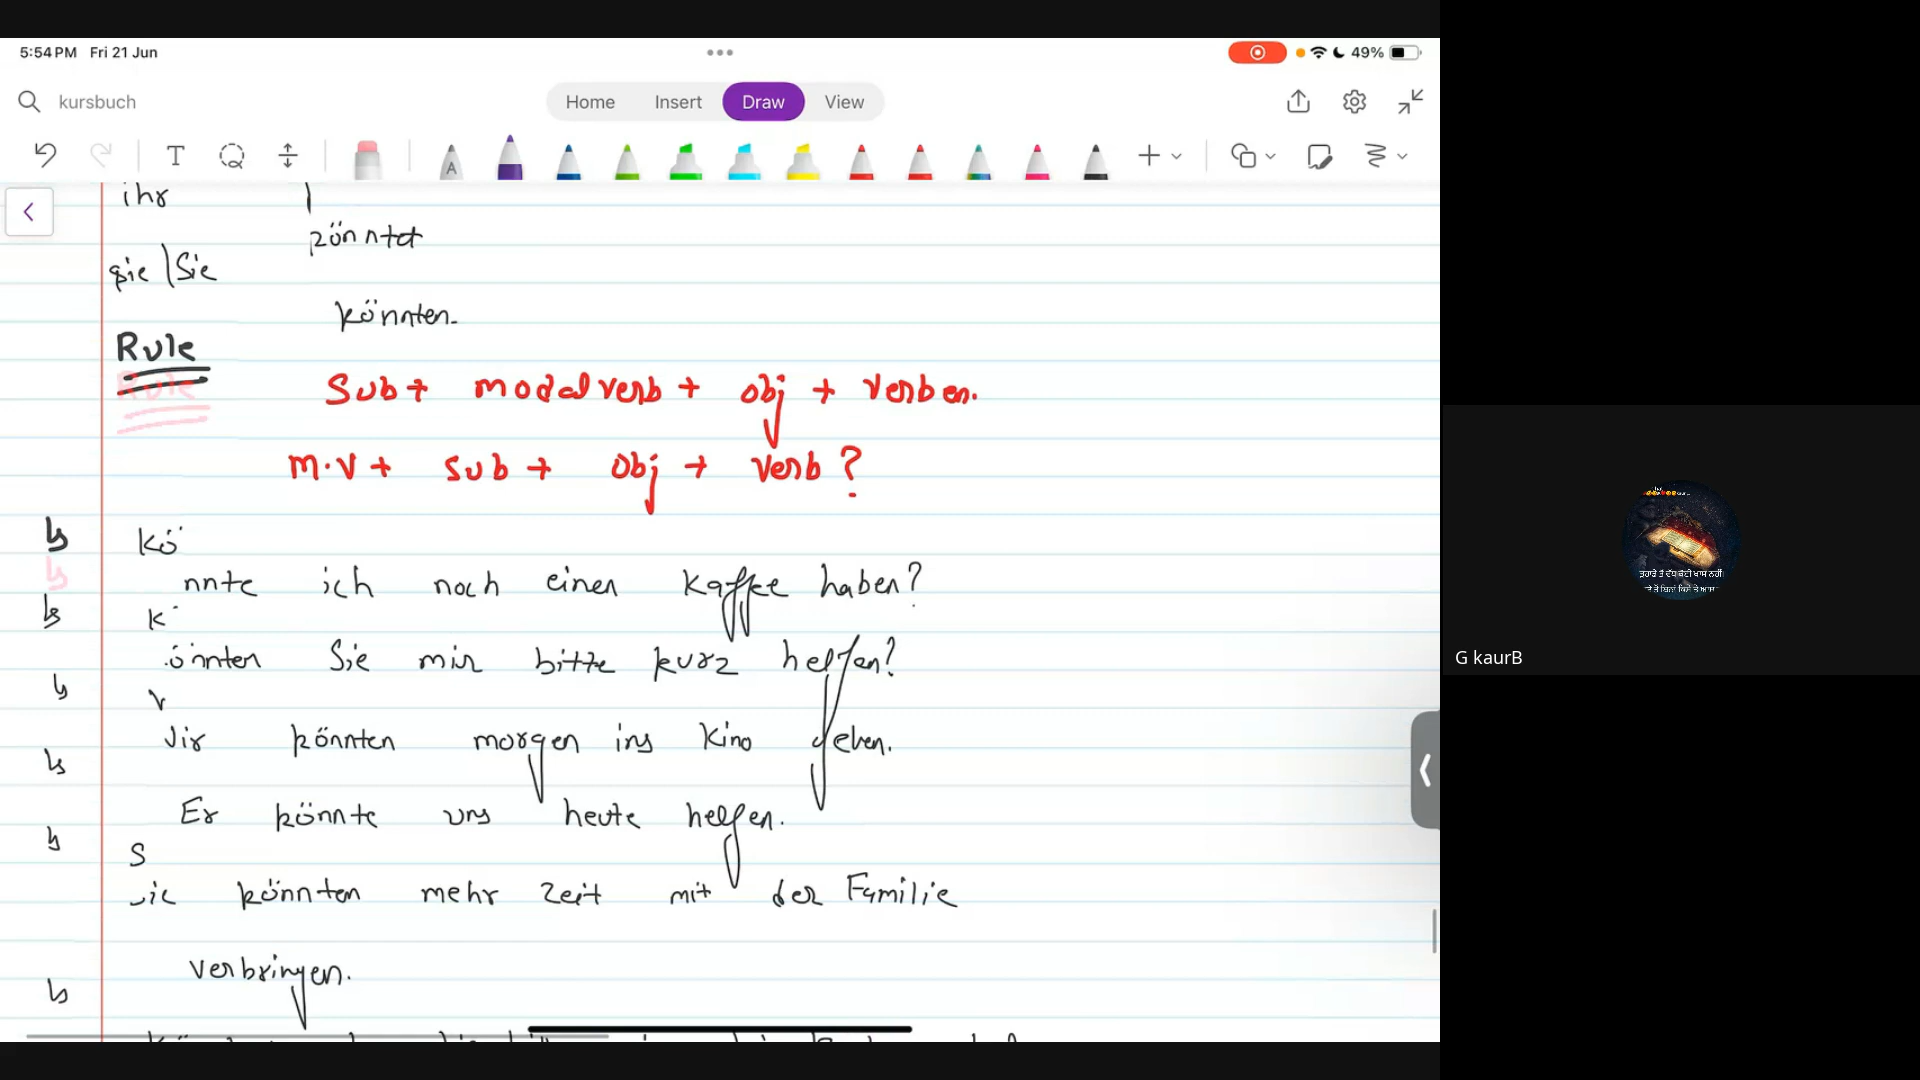 5:54 PM Fri 21 Jun
49%
kursbuch
Home Insert Draw View
ihr
könntet
sie | Sie
könnten.
Rule
Sub + modalverb + obj + Verben.
M.V + Sub + Obj + Verb ?
Könnte ich noch einen Kaffee haben?
Könnten Sie mir bitte kurz helfen?
Wir könnten morgen ins Kino gehen.
Er könnte uns heute helfen.
Sie könnten mehr Zeit mit der Familie
verbringen.
G kaurB